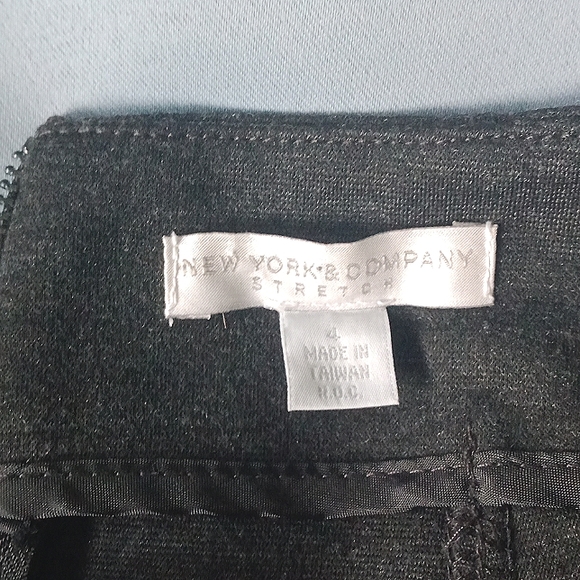 NEW YORK & COMPANY
STRETCH
4
MADE IN
TAIWAN
R.O.C.